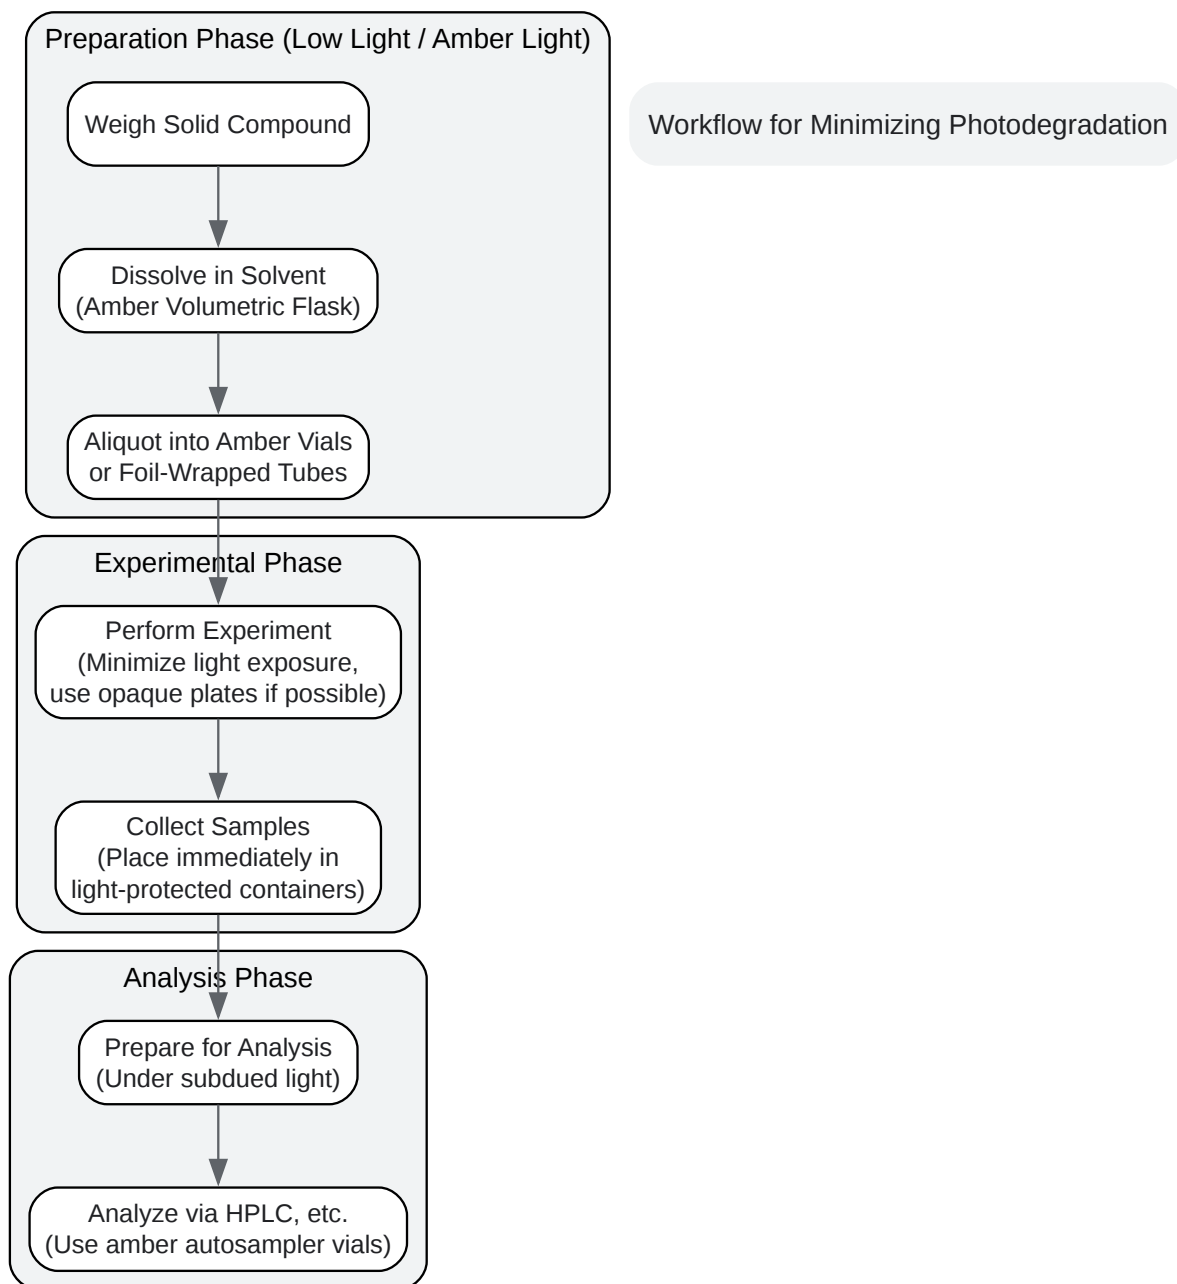 Preparation Phase (Low Light / Amber Light)
Weigh Solid Compound
Workflow for Minimizing Photodegradation
Dissolve in Solvent
(Amber Volumetric Flask)
Aliquot into Amber Vials
or Foil-Wrapped Tubes
Experimental Phase
Perform Experiment
(Minimize light exposure,
use opaque plates if possible)
Collect Samples
(Place immediately in
light-protected containers)
Analysis Phase
Prepare for Analysis
(Under subdued light)
Analyze via HPLC, etc.
(Use amber autosampler vials)